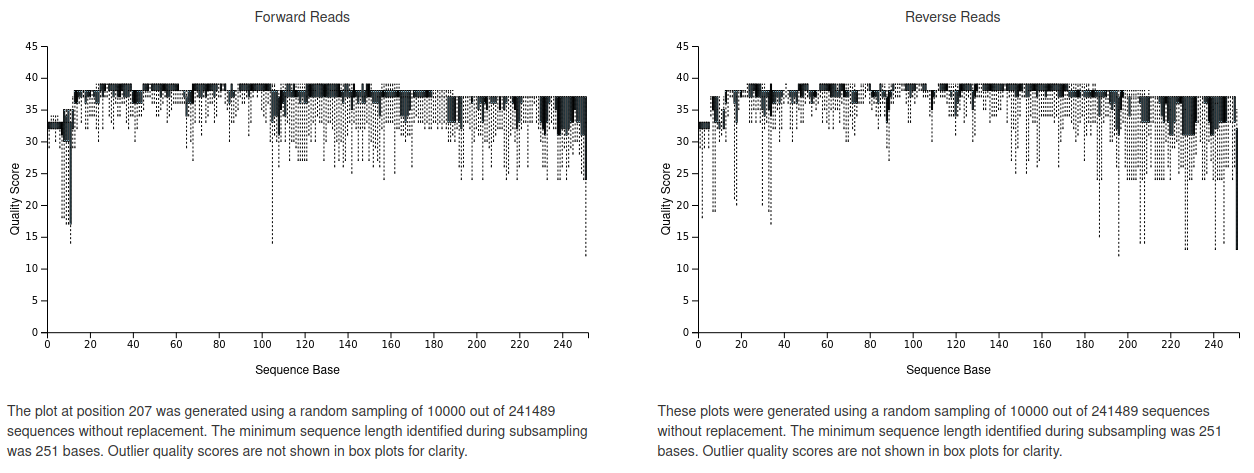 Forward Reads
45
40
35
30
25
20
15
10
5
0
Quality Score
0 20 40 60 80 100 120 140 160 180 200 220 240
Sequence Base
The plot at position 207 was generated using a random sampling of 10000 out of 241489
sequences without replacement. The minimum sequence length identified during subsampling
was 251 bases. Outlier quality scores are not shown in box plots for clarity.
Reverse Reads
45
40
35
30
25
20
15
10
5
0
Quality Score
0 20 40 60 80 100 120 140 160 180 200 220 240
Sequence Base
These plots were generated using a random sampling of 10000 out of 241489 sequences
without replacement. The minimum sequence length identified during subsampling was 251
bases. Outlier quality scores are not shown in box plots for clarity.